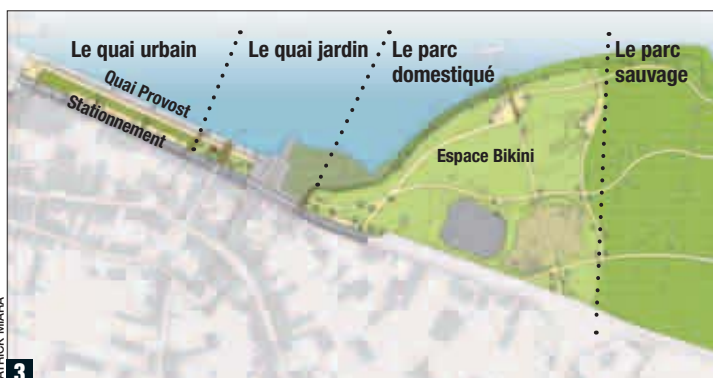 Le quai urbain
Le quai jardin
Le parc
domestiqué
Le parc
sauvage
Quai Provost
Stationnement
Espace Bikini
3